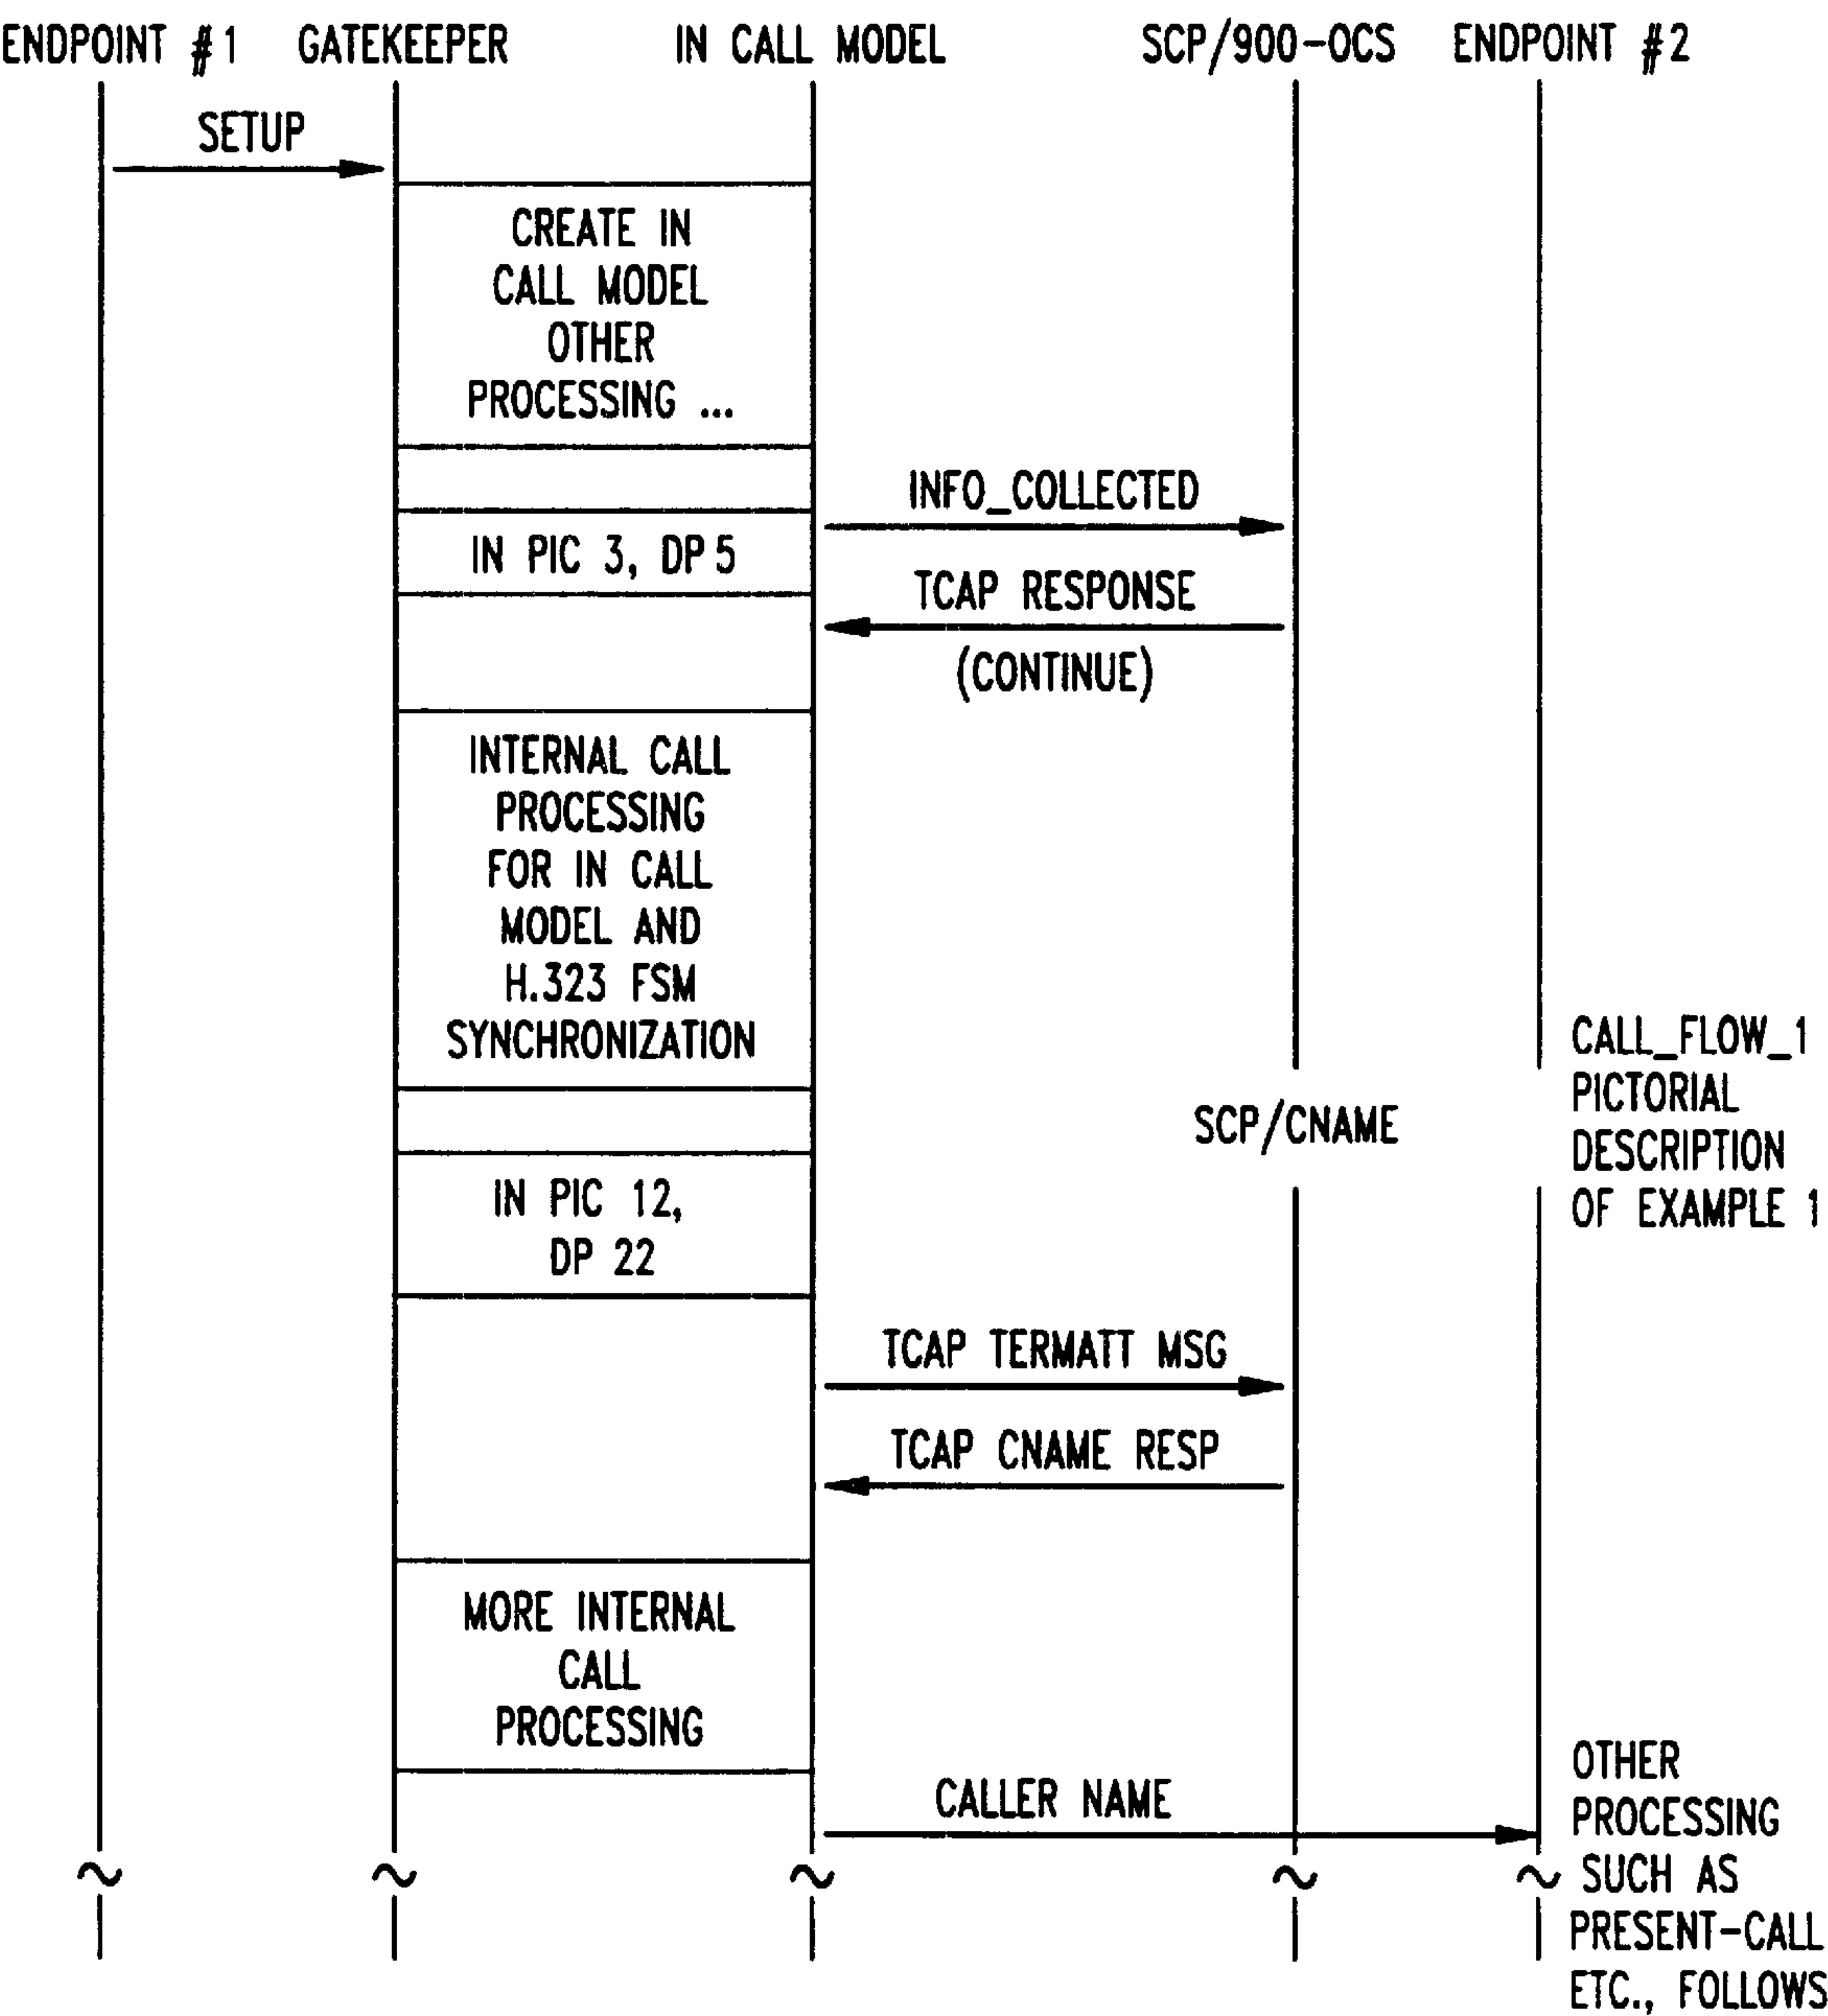 ENDPOINT #1 GATEKEEPER IN CALL MODEL SCP/900-OCS ENDPOINT #2
SETUP
CREATE IN
CALL MODEL
OTHER
PROCESSING ...
INFO_COLLECTED
IN PIC 3, DP 5
TCAP RESPONSE
(CONTINUE)
INTERNAL CALL
PROCESSING
FOR IN CALL
MODEL AND
H.323 FSM
SYNCHRONIZATION
CALL_FLOW_1
PICTORIAL
DESCRIPTION
OF EXAMPLE 1
SCP/CNAME
IN PIC 12,
DP 22
TCAP TERMATT MSG
TCAP CNAME RESP
MORE INTERNAL
CALL
PROCESSING
CALLER NAME
OTHER
PROCESSING
SUCH AS
PRESENT-CALL
ETC., FOLLOWS